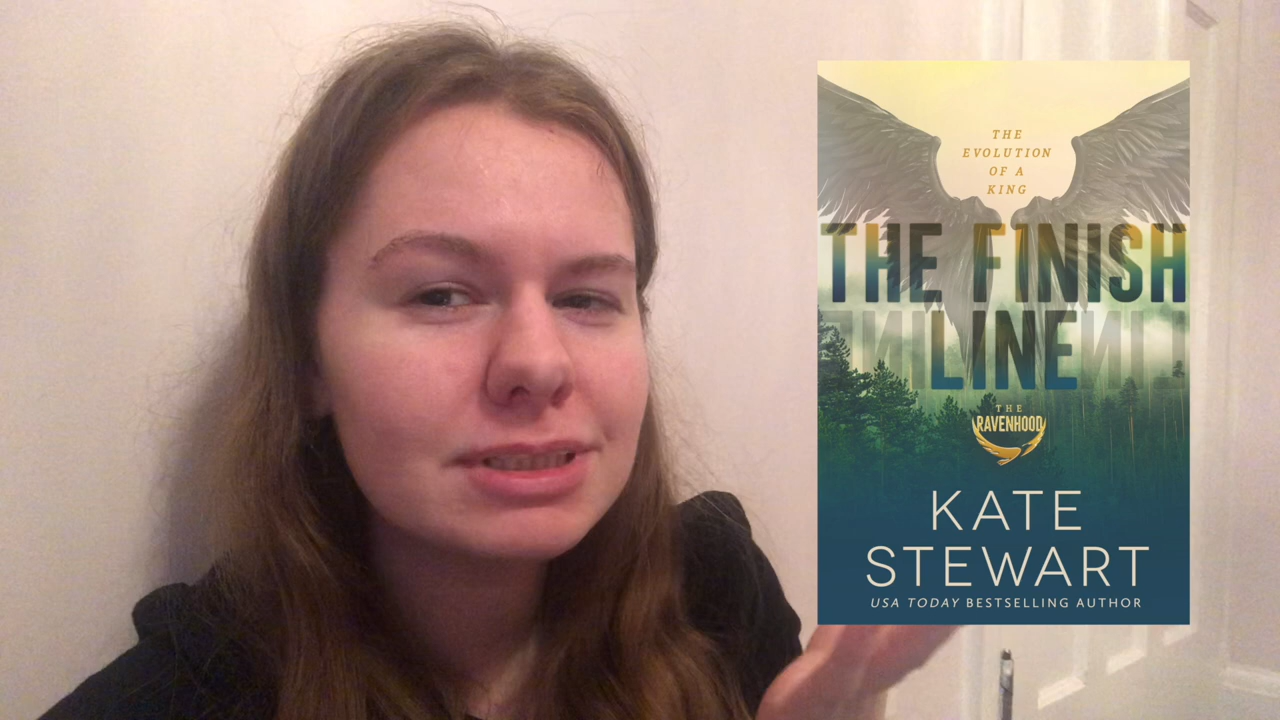 THE
EVOLUTION
OF A
KING
THE FINISH
LINE
THE
RAVENHOOD
KATE
STEWART
USA TODAY BESTSELLING AUTHOR